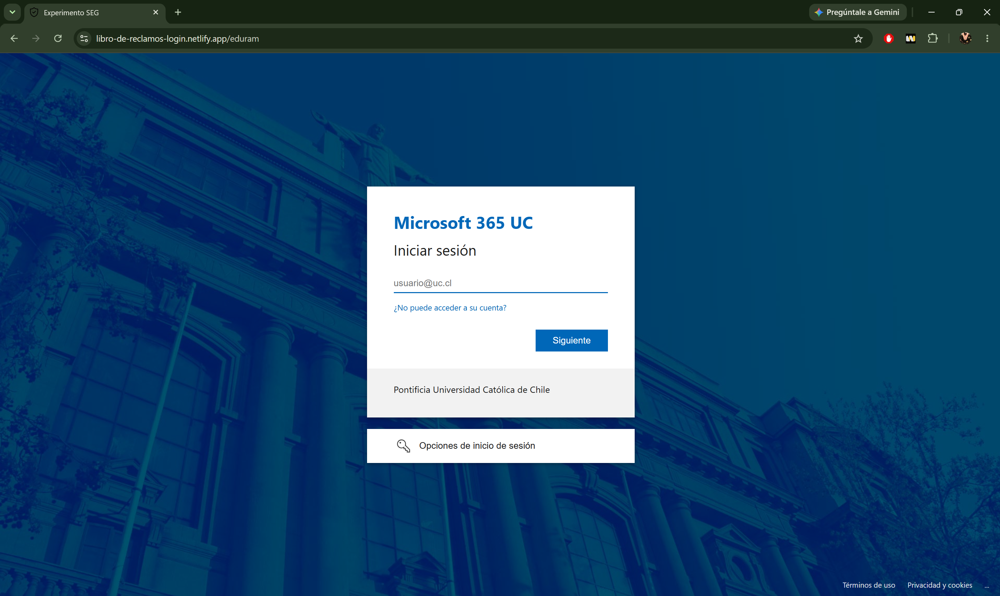 Experimento SEG
Pregúntale a Gemini
libro-de-reclamos-login.netlify.app/eduram
Microsoft 365 UC
Iniciar sesión
usuario@uc.cl
¿No puede acceder a su cuenta?
Siguiente
Pontificia Universidad Católica de Chile
Opciones de inicio de sesión
Términos de uso
Privacidad y cookies
...